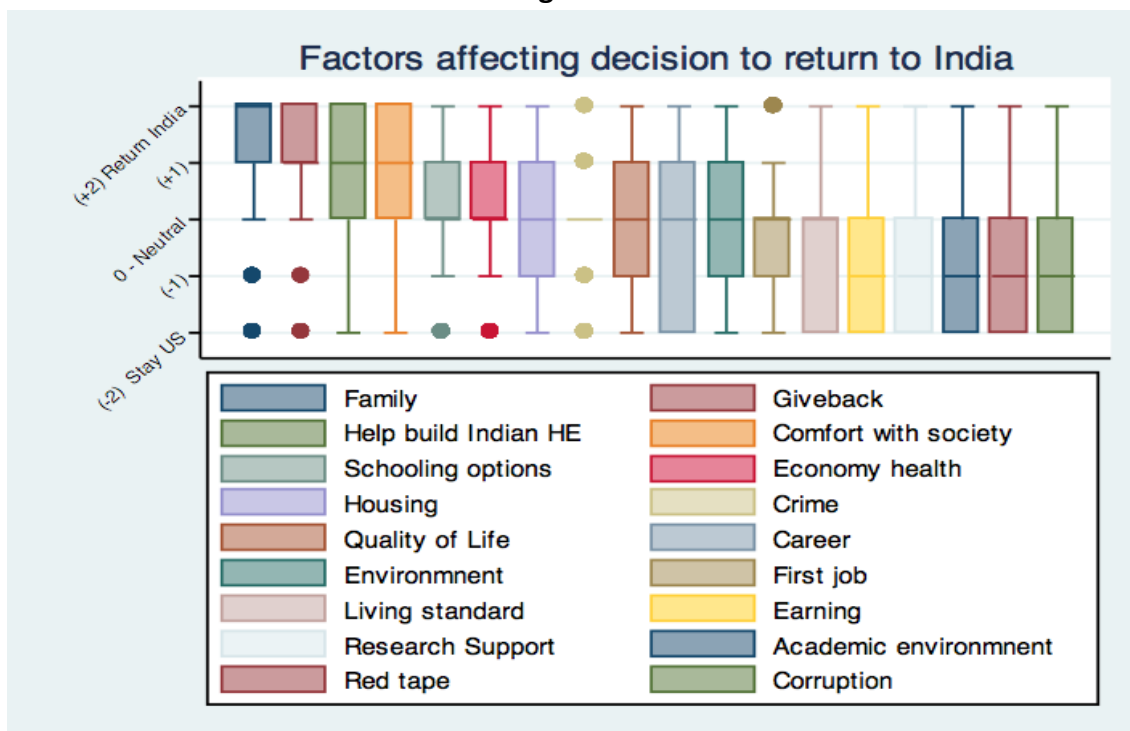 Factors affecting decision to return to India
(+2) Return India
(+1)
0 - Neutral
(-1)
(-2) Stay US
Family
Giveback
Help build Indian HE
Comfort with society
Schooling options
Economy health
Housing
Crime
Quality of Life
Career
Environmnent
First job
Living standard
Earning
Research Support
Academic environmnent
Red tape
Corruption